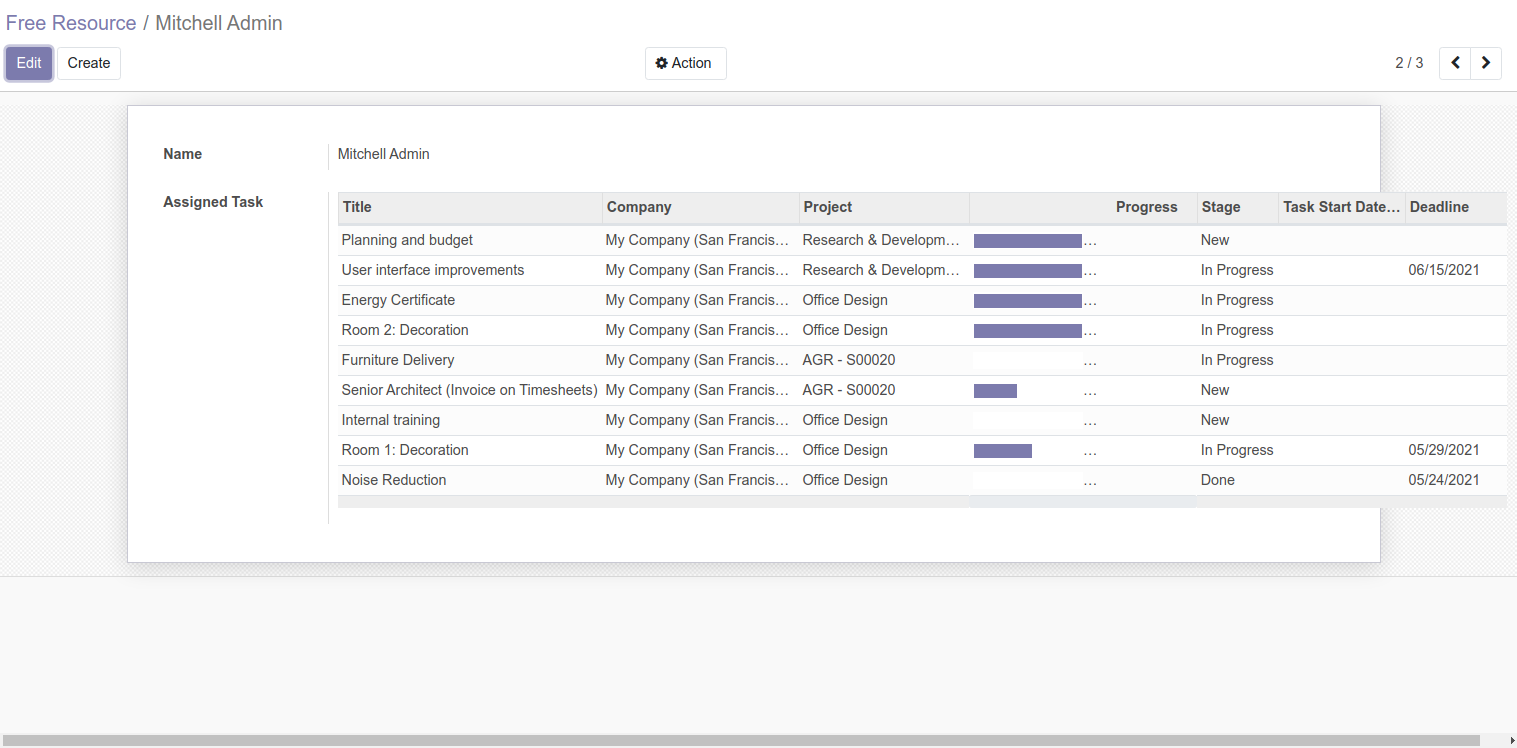 Free Resource / Mitchell Admin
Edit Create Action 2 / 3
Name Mitchell Admin
Assigned Task
Title Company Project Progress Stage Task Start Date... Deadline
Planning and budget My Company (San Francis... Research & Developm... ... New
User interface improvements My Company (San Francis... Research & Developm... ... In Progress 06/15/2021
Energy Certificate My Company (San Francis... Office Design ... In Progress
Room 2: Decoration My Company (San Francis... Office Design ... In Progress
Furniture Delivery My Company (San Francis... AGR - S00020 ... In Progress
Senior Architect (Invoice on Timesheets) My Company (San Francis... AGR - S00020 ... New
Internal training My Company (San Francis... Office Design ... New
Room 1: Decoration My Company (San Francis... Office Design ... In Progress 05/29/2021
Noise Reduction My Company (San Francis... Office Design ... Done 05/24/2021